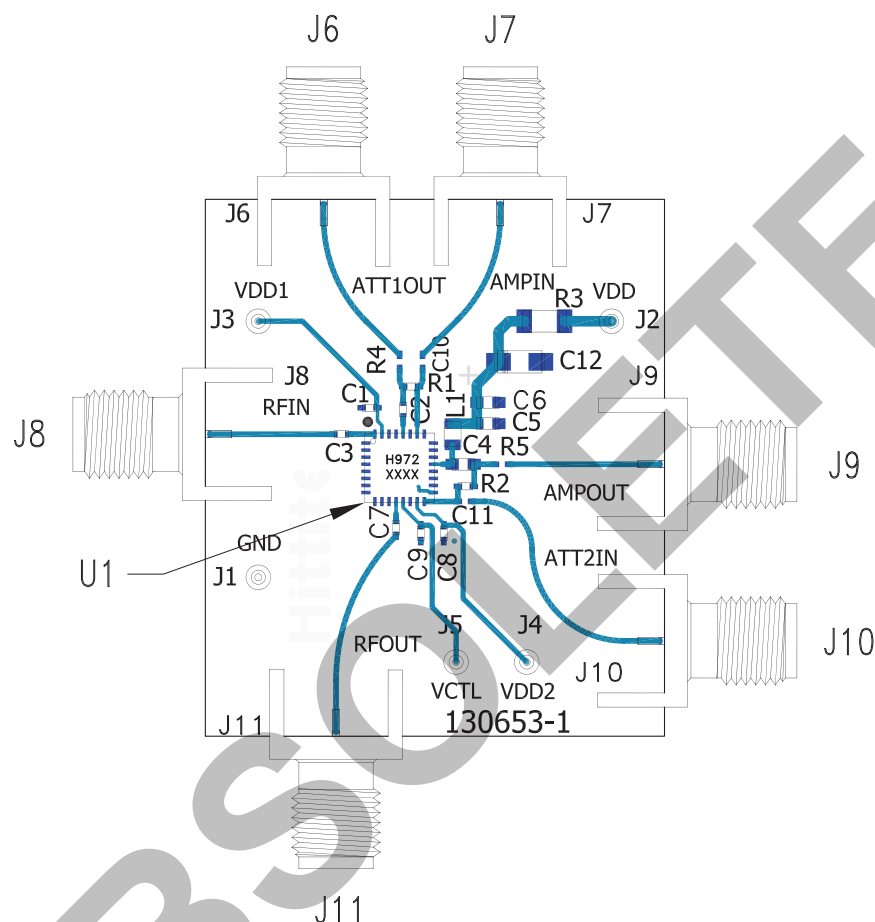 J6
J7
J6
J7
VDD1
ATT1OUT
AMPIN
R3
VDD
J3
J2
R4
C10
C12
J8
R1
J9
RFIN
C1
C2
L1
C6
C5
J8
C3
H972
XXXX
C4
R5
J9
R2
AMPOUT
C7
C11
GND
C9
C8
ATT2IN
U1
J1
Hittite
J5
J4
RFOUT
J10
J10
VCTL
VDD2
J11
130653-1
J11
OBSOLETE